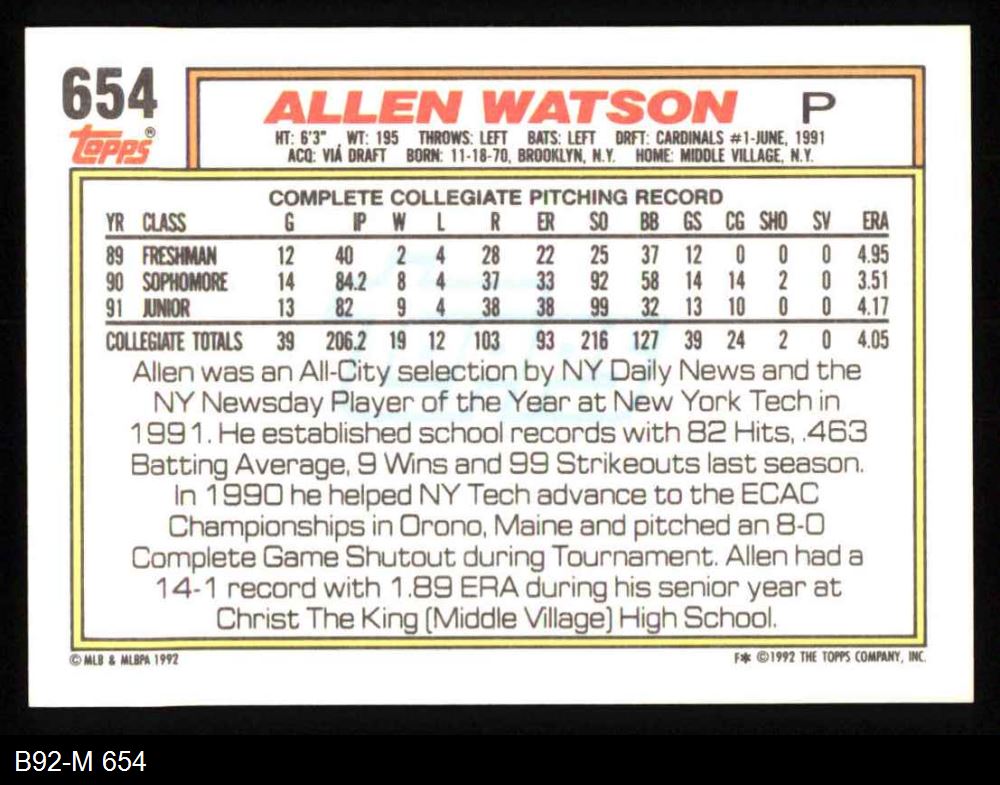 654
Topps®
ALLEN WATSON P
HT: 6'3" WT: 195 THROWS: LEFT BATS: LEFT DRFT: CARDINALS #1-JUNE, 1991
ACQ: VIA DRAFT BORN: 11-18-70, BROOKLYN, N.Y. HOME: MIDDLE VILLAGE, N.Y.
COMPLETE COLLEGIATE PITCHING RECORD
YR CLASS G IP W L R ER SO BB GS CG SHO SV ERA
89 FRESHMAN 12 40 2 4 28 22 25 37 12 0 0 0 4.95
90 SOPHOMORE 14 84.2 8 4 37 33 92 58 14 14 2 0 3.51
91 JUNIOR 13 82 9 4 38 38 99 32 13 10 0 0 4.17
COLLEGIATE TOTALS 39 206.2 19 12 103 93 216 127 39 24 2 0 4.05
Allen was an All-City selection by NY Daily News and the
NY Newsday Player of the Year at New York Tech in
1991. He established school records with 82 Hits, .463
Batting Average, 9 Wins and 99 Strikeouts last season.
In 1990 he helped NY Tech advance to the ECAC
Championships in Orono, Maine and pitched an 8-0
Complete Game Shutout during Tournament. Allen had a
14-1 record with 1.89 ERA during his senior year at
Christ The King (Middle Village) High School.
© MLB & MLBPA 1992 F* ©1992 THE TOPPS COMPANY, INC.
B92-M 654